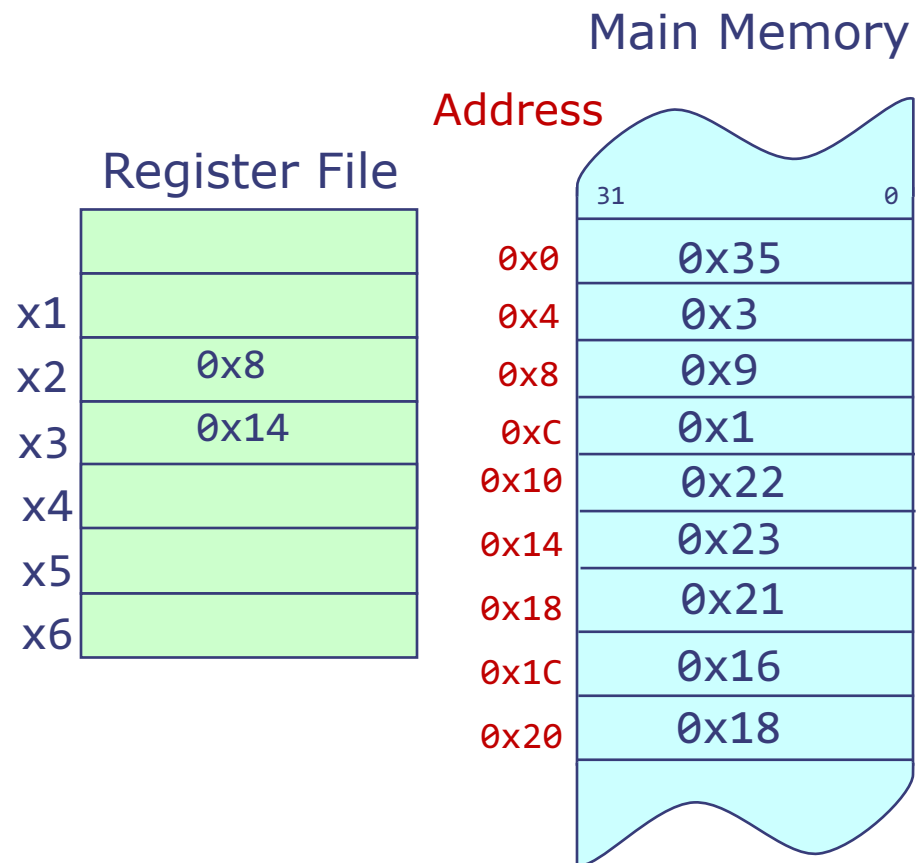 Main Memory
Address
Register File
31 0
0x0 0x35
x1 0x4 0x3
x2 0x8 0x8 0x9
x3 0x14 0xC 0x1
x4 0x10 0x22
x5 0x14 0x23
x6 0x18 0x21
0x1C 0x16
0x20 0x18